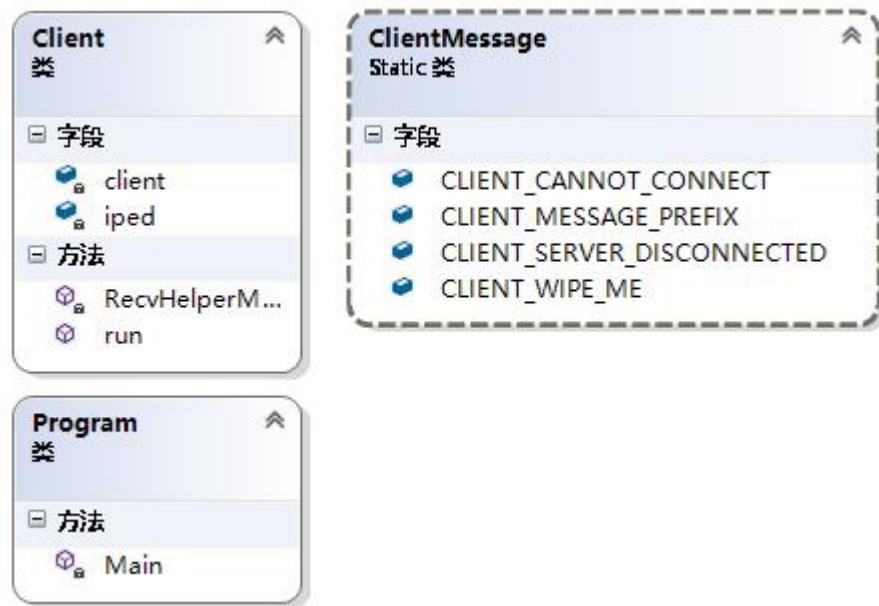 Client
类
字段
client
iped
方法
RecvHelperM...
run
ClientMessage
Static 类
字段
CLIENT_CANNOT_CONNECT
CLIENT_MESSAGE_PREFIX
CLIENT_SERVER_DISCONNECTED
CLIENT_WIPE_ME
Program
类
方法
Main